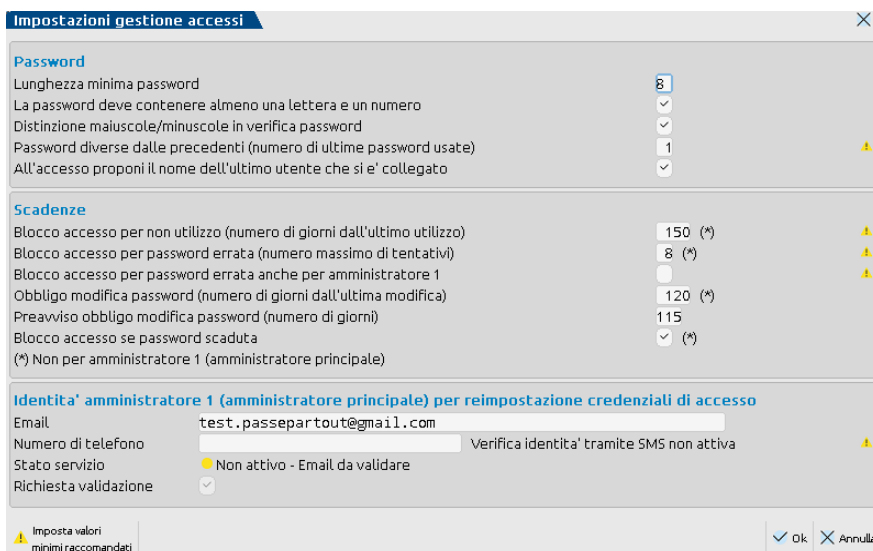 Impostazioni gestione accessi
Password
Lunghezza minima password 8
La password deve contenere almeno una lettera e un numero
Distinzione maiuscole/minuscole in verifica password
Password diverse dalle precedenti (numero di ultime password usate) 1
All'accesso proponi il nome dell'ultimo utente che si e' collegato
Scadenze
Blocco accesso per non utilizzo (numero di giorni dall'ultimo utilizzo) 150 (*)
Blocco accesso per password errata (numero massimo di tentativi) 8 (*)
Blocco accesso per password errata anche per amministratore 1
Obbligo modifica password (numero di giorni dall'ultima modifica) 120 (*)
Preavviso obbligo modifica password (numero di giorni) 115
Blocco accesso se password scaduta (*)
(*) Non per amministratore 1 (amministratore principale)
Identita' amministratore 1 (amministratore principale) per reimpostazione credenziali di accesso
Email test.passepartout@gmail.com
Numero di telefono Verifica identita' tramite SMS non attiva
Stato servizio Non attivo - Email da validare
Richiesta validazione
Imposta valori
minimi raccomandati
Ok Annulla